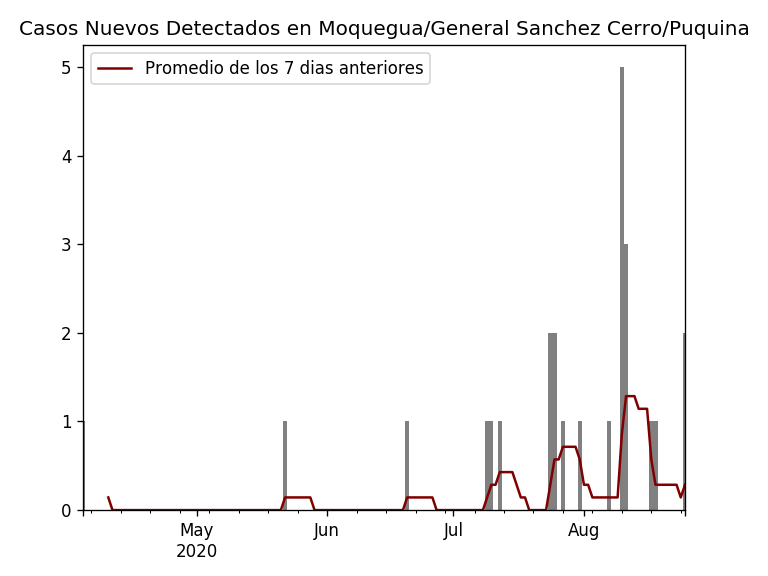 Casos Nuevos Detectados en Moquegua/General Sanchez Cerro/Puquina
Promedio de los 7 dias anteriores
5
4
3
2
1
0
May
2020
Jun
Jul
Aug